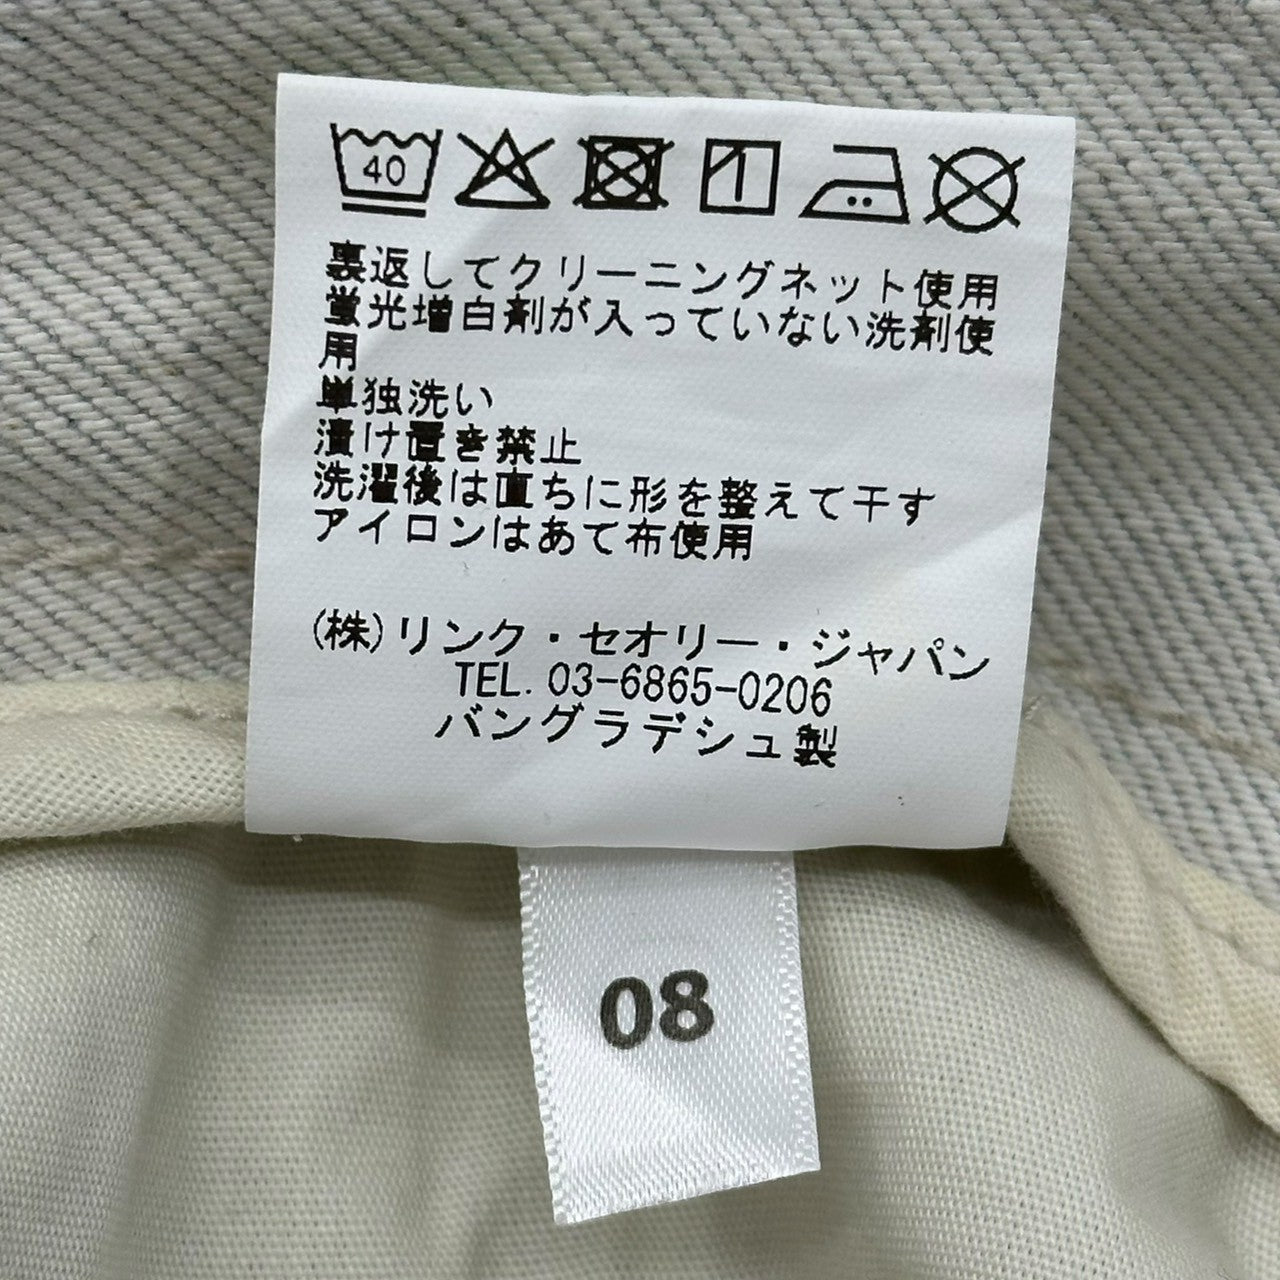 40
裏返してクリーニングネット使用
蛍光増白剤が入っていない洗剤使
用
単独洗い
漬け置き禁止
洗濯後は直ちに形を整えて干す
アイロンはあて布使用
(株)リンク・セオリー・ジャパン
TEL. 03-6865-0206
バングラデシュ製
08